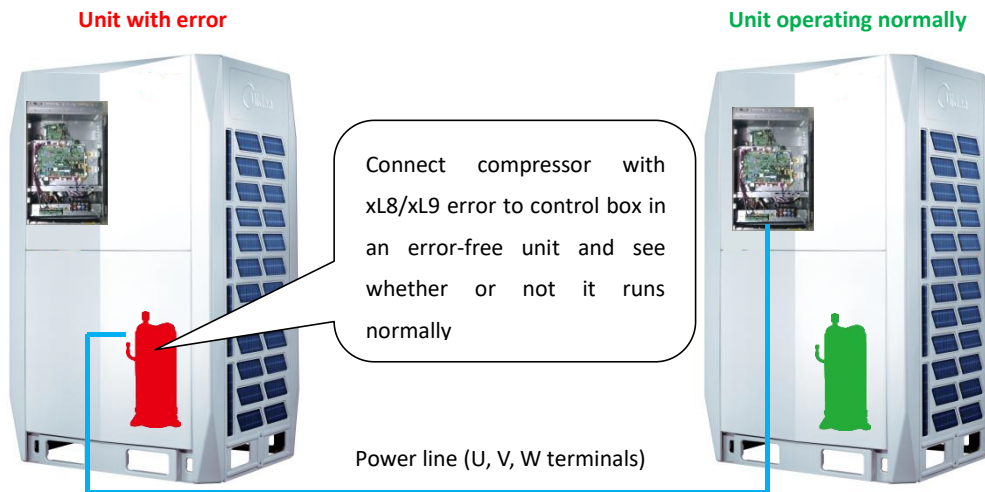 Unit with error
Unit operating normally
Connect compressor with
xL8/xL9 error to control box in
an error-free unit and see
whether or not it runs
normally
Power line (U, V, W terminals)